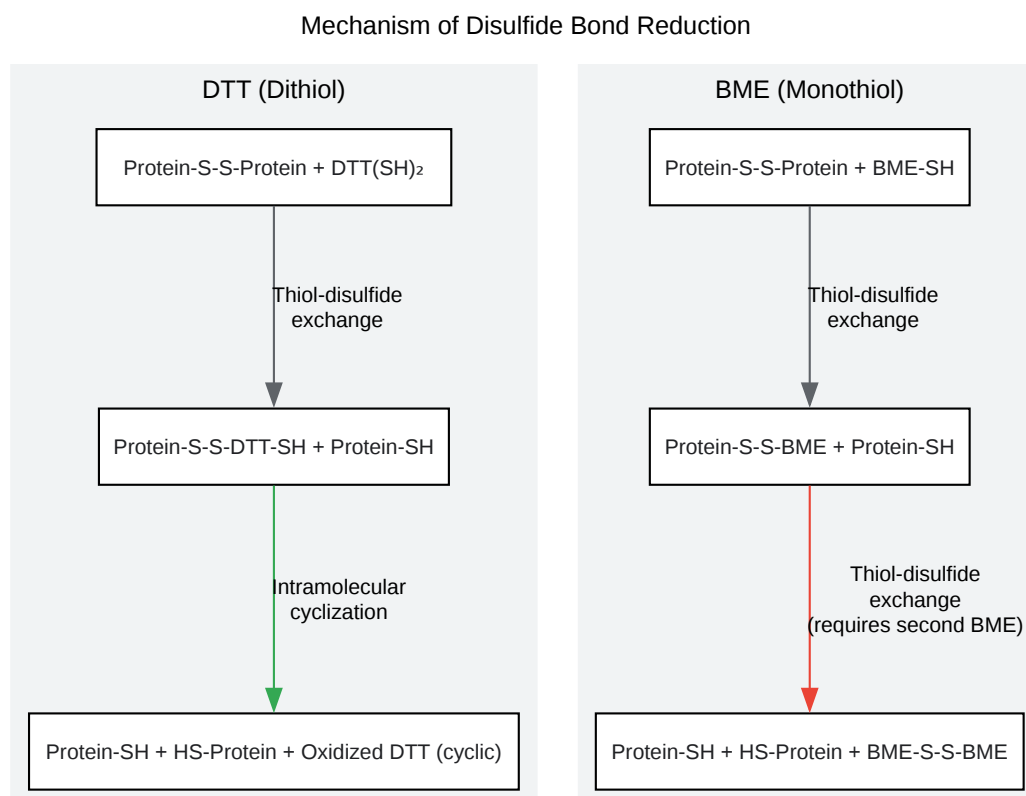 Mechanism of Disulfide Bond Reduction
DTT (Dithiol)
Protein-S-S-Protein + DTT(SH)₂
Thiol-disulfide
exchange
Protein-S-S-DTT-SH + Protein-SH
Intramolecular
cyclization
Protein-SH + HS-Protein + Oxidized DTT (cyclic)
BME (Monothiol)
Protein-S-S-Protein + BME-SH
Thiol-disulfide
exchange
Protein-S-S-BME + Protein-SH
Thiol-disulfide
exchange
(requires second BME)
Protein-SH + HS-Protein + BME-S-S-BME